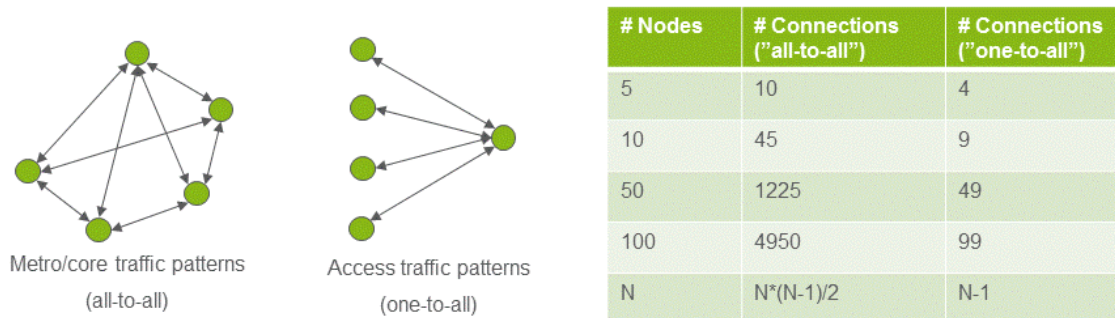 Metro/core traffic patterns
(all-to-all)
Access traffic patterns
(one-to-all)
# Nodes # Connections # Connections
(”all-to-all”) (”one-to-all”)
5 10 4
10 45 9
50 1225 49
100 4950 99
N N*(N-1)/2 N-1